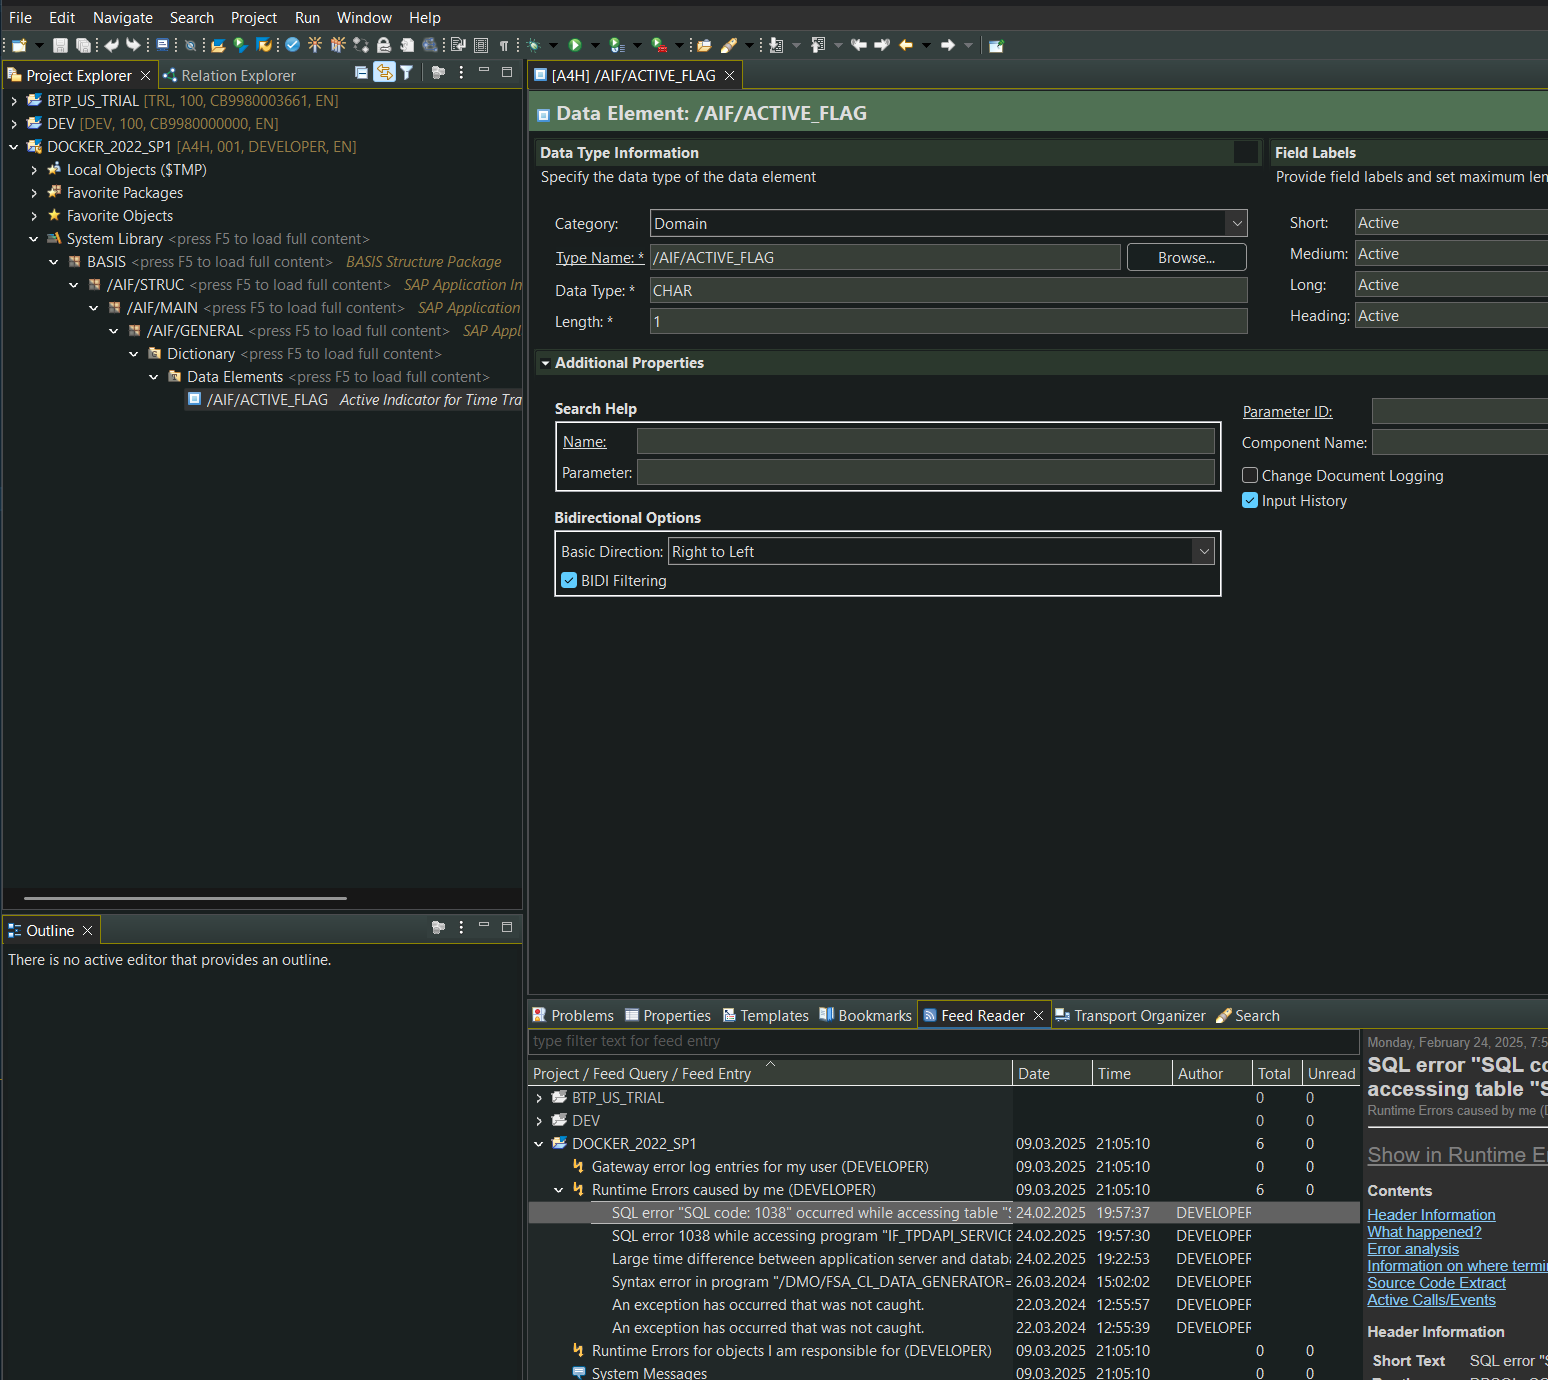 File Edit Navigate Search Project Run Window Help
Project Explorer Relation Explorer
BTP_US_TRIAL [TRL, 100, CB9980003661, EN]
DEV [DEV, 100, CB9980000000, EN]
DOCKER_2022_SP1 [A4H, 001, DEVELOPER, EN]
Local Objects ($TMP)
Favorite Packages
Favorite Objects
System Library <press F5 to load full content>
BASIS <press F5 to load full content> BASIS Structure Package
/AIF/STRUC <press F5 to load full content> SAP Application In
/AIF/MAIN <press F5 to load full content> SAP Application
/AIF/GENERAL <press F5 to load full content> SAP Appl
Dictionary <press F5 to load full content>
Data Elements <press F5 to load full content>
/AIF/ACTIVE_FLAG Active Indicator for Time Tra
Outline
There is no active editor that provides an outline.
[A4H] /AIF/ACTIVE_FLAG
Data Element: /AIF/ACTIVE_FLAG
Data Type Information
Specify the data type of the data element
Category: Domain
Type Name: * /AIF/ACTIVE_FLAG Browse...
Data Type: * CHAR
Length: * 1
Field Labels
Provide field labels and set maximum len
Short: Active
Medium: Active
Long: Active
Heading: Active
Additional Properties
Search Help
Name:
Parameter:
Bidirectional Options
Basic Direction: Right to Left
BIDI Filtering
Parameter ID:
Component Name:
Change Document Logging
Input History
Problems Properties Templates Bookmarks Feed Reader Transport Organizer Search
type filter text for feed entry
Project / Feed Query / Feed Entry Date Time Author Total Unread
BTP_US_TRIAL 0 0
DEV 0 0
DOCKER_2022_SP1 09.03.2025 21:05:10 6 0
Gateway error log entries for my user (DEVELOPER) 09.03.2025 21:05:10 0 0
Runtime Errors caused by me (DEVELOPER) 09.03.2025 21:05:10 6 0
SQL error "SQL code: 1038" occurred while accessing table "S 24.02.2025 19:57:37 DEVELOPER
SQL error 1038 while accessing program "IF_TPDAPI_SERVICE 24.02.2025 19:57:30 DEVELOPER
Large time difference between application server and databa 24.02.2025 19:22:53 DEVELOPER
Syntax error in program "/DMO/FSA_CL_DATA_GENERATOR= 26.03.2024 15:02:02 DEVELOPER
An exception has occurred that was not caught. 22.03.2024 12:55:57 DEVELOPER
An exception has occurred that was not caught. 22.03.2024 12:55:39 DEVELOPER
Runtime Errors for objects I am responsible for (DEVELOPER) 09.03.2025 21:05:10 0 0
System Messages 09.03.2025 21:05:10 0 0
Monday, February 24, 2025, 7:5
SQL error "SQL co
accessing table "S
Runtime Errors caused by me (D
Show in Runtime E
Contents
Header Information
What happened?
Error analysis
Information on where termi
Source Code Extract
Active Calls/Events
Header Information
Short Text SQL error "S